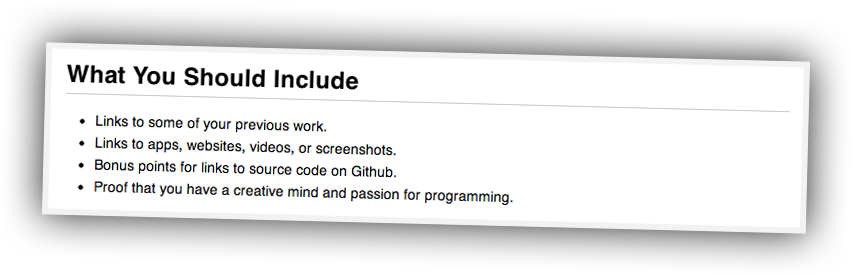 What You Should Include
Links to some of your previous work.
Links to apps, websites, videos, or screenshots.
Bonus points for links to source code on Github.
Proof that you have a creative mind and passion for programming.